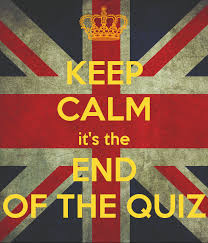 KEEP
CALM
it's the
END
OF THE QUIZ